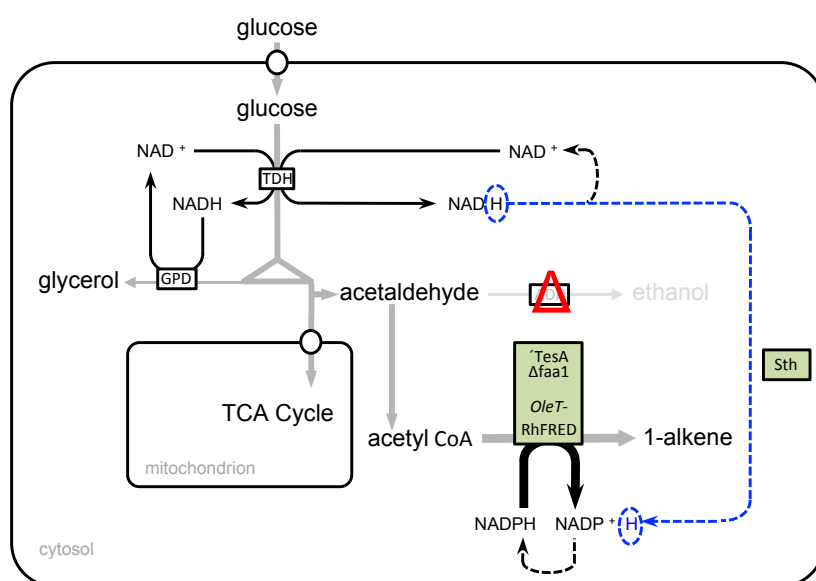 glucose
glucose
NAD +
NAD +
TDH
NADH
NADH
glycerol
GPD
acetaldehyde
ethanol
´TesA
Δfaa1
Sth
OleT-
RhFRED
TCA Cycle
acetyl CoA
1-alkene
mitochondrion
NADPH
NADP + H
cytosol